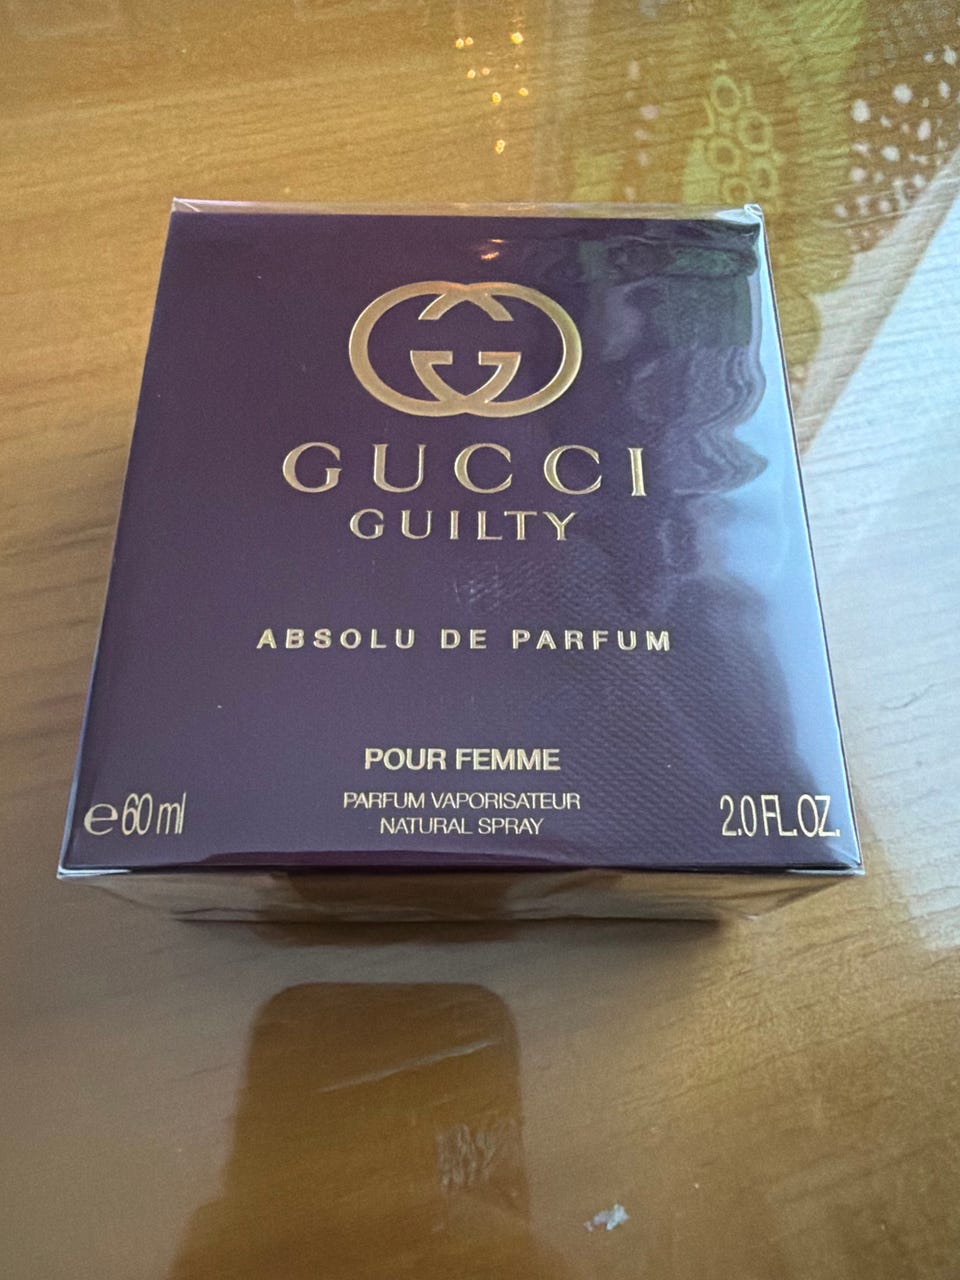 GUCCI
GUILTY
ABSOLU DE PARFUM
POUR FEMME
PARFUM VAPORISATEUR
NATURAL SPRAY
℮60 ml
2.0 FL.OZ.